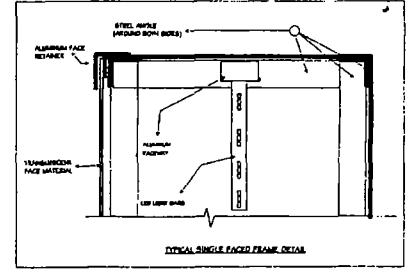 STEEL ANGLE
(AROUND BOTH SIDES)
ALUMINUM FACE
RETAINER
ALUMINUM
RACEWAY
TRANSLUCENT
FACE MATERIAL
LED LIGHT BARS
TYPICAL SINGLE FACED FRAME DETAIL